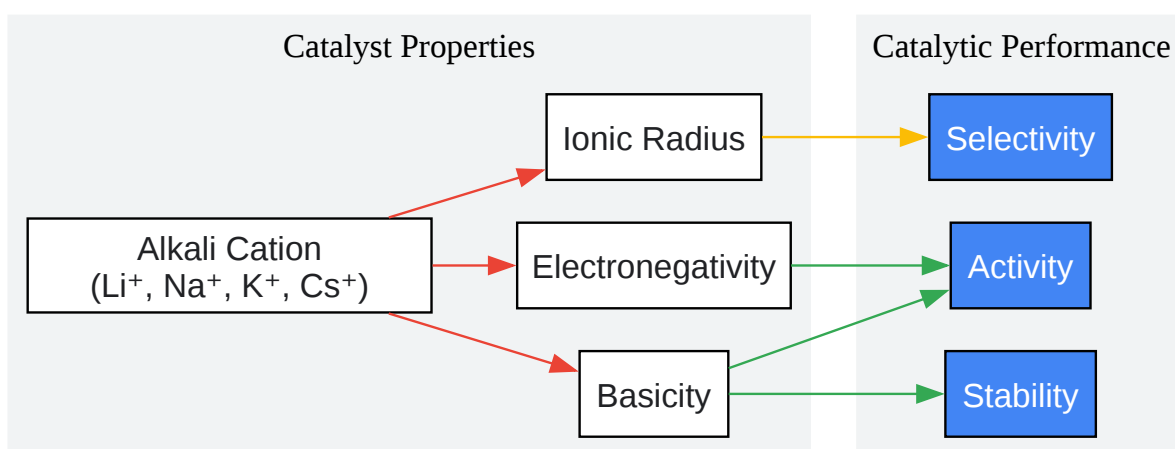 Catalyst Properties
Catalytic Performance
Ionic Radius
Selectivity
Alkali Cation
(Li⁺, Na⁺, K⁺, Cs⁺)
Electronegativity
Activity
Basicity
Stability